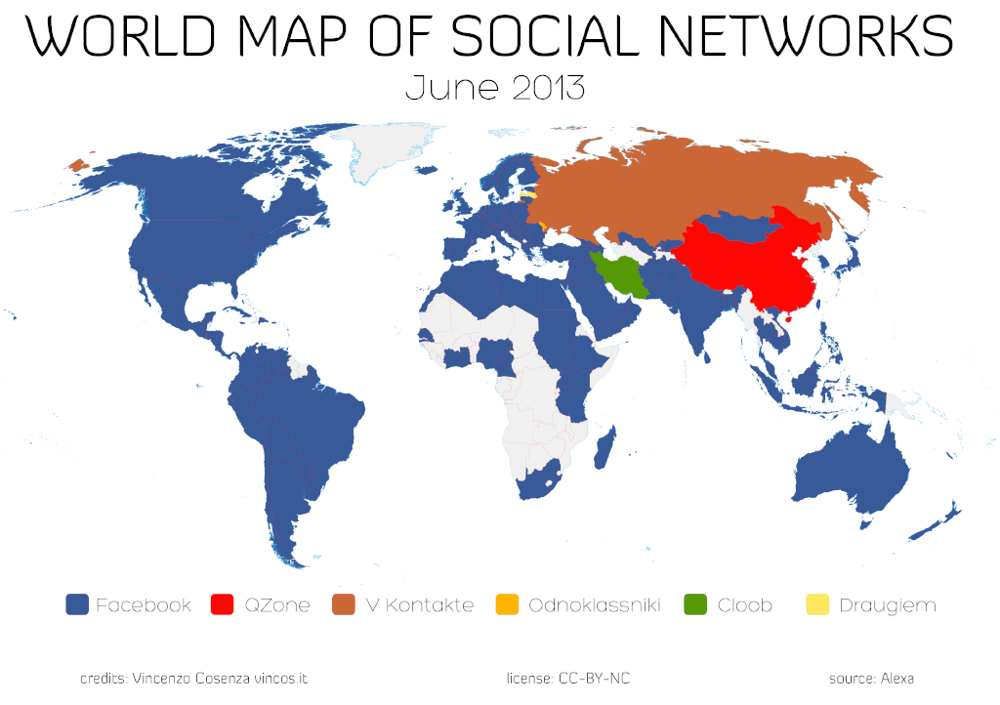 WORLD MAP OF SOCIAL NETWORKS
June 2013
Facebook QZone V Kontakte Odnoklassniki Cloob Draugiem
credits: Vincenzo Cosenza vincos.it license: CC-BY-NC source: Alexa